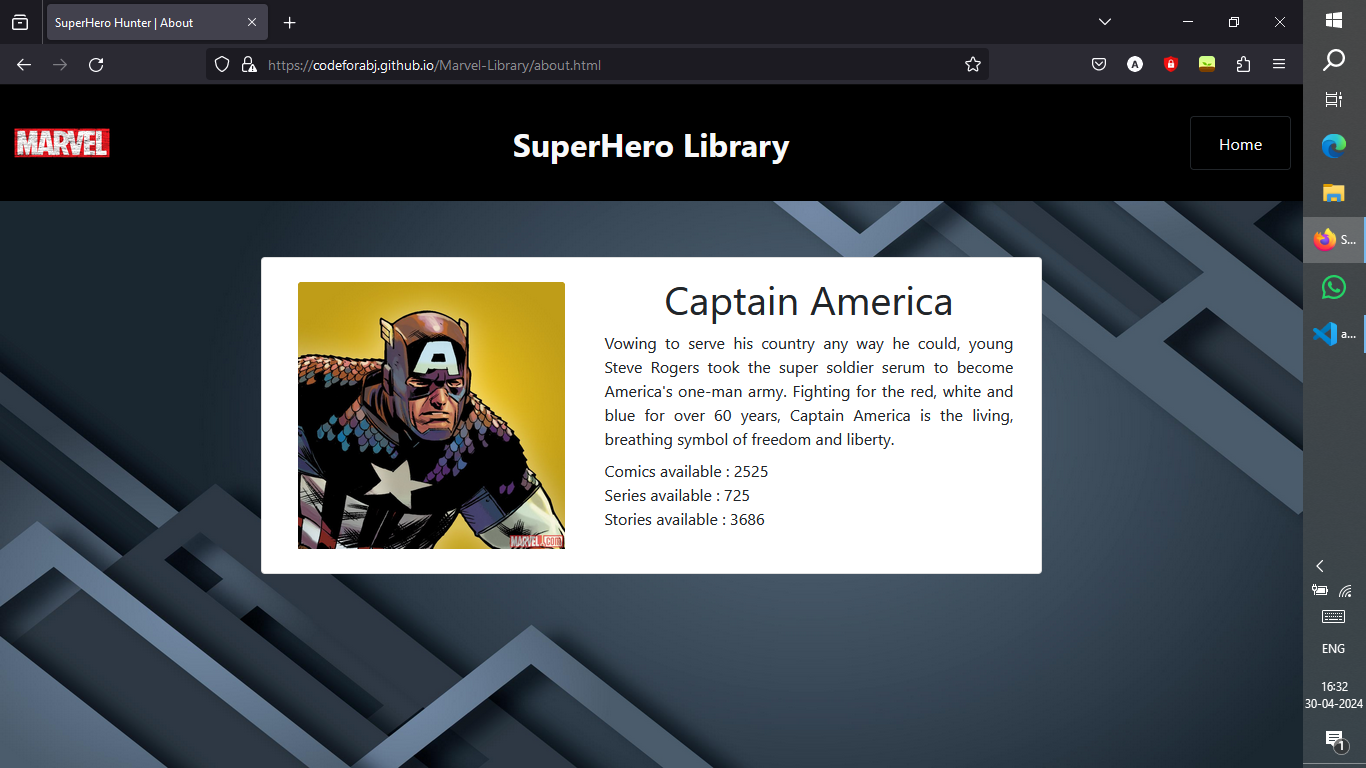 SuperHero Hunter | About
https://codeforabj.github.io/Marvel-Library/about.html
A
MARVEL
SuperHero Library
Home
S...
a...
A
Captain America
Vowing to serve his country any way he could, young
Steve Rogers took the super soldier serum to become
America's one-man army. Fighting for the red, white and
blue for over 60 years, Captain America is the living,
breathing symbol of freedom and liberty.
Comics available : 2525
Series available : 725
Stories available : 3686
MARVEL.com
ENG
16:32
30-04-2024
1